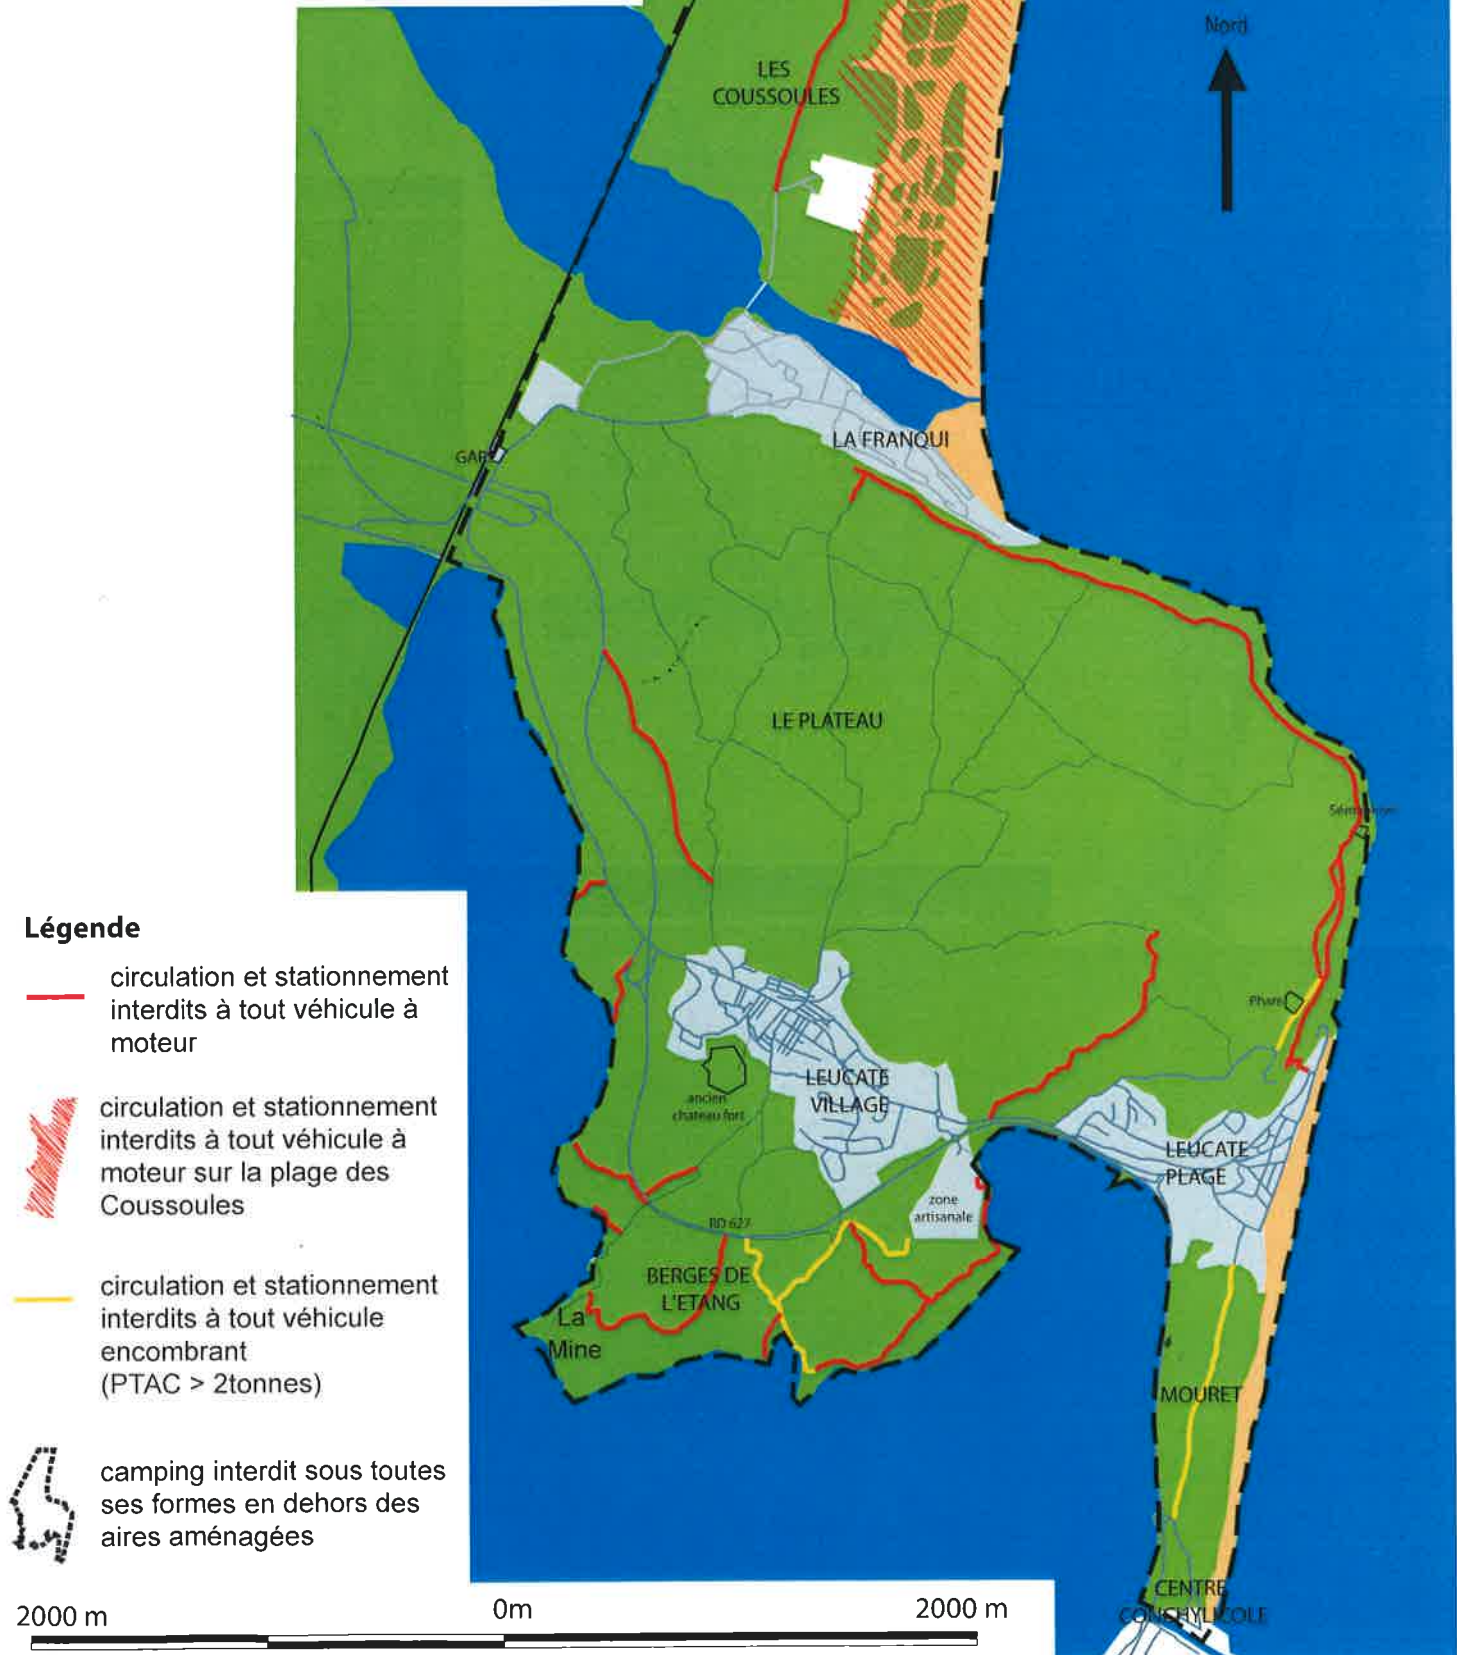 Nord
LES
COUSSOULES
LA FRANQUI
GARE
LE PLATEAU
Phare
LEUCATE
VILLAGE
ancien
chateau fort
LEUCATE
PLAGE
zone
artisanale
RD 627
BERGES DE
L'ETANG
La
Mine
MOURET
CENTRE
CONCHYLICOLE
Légende
circulation et stationnement
interdits à tout véhicule à
moteur
circulation et stationnement
interdits à tout véhicule à
moteur sur la plage des
Coussoules
circulation et stationnement
interdits à tout véhicule
encombrant
(PTAC > 2tonnes)
camping interdit sous toutes
ses formes en dehors des
aires aménagées
2000 m
0m
2000 m